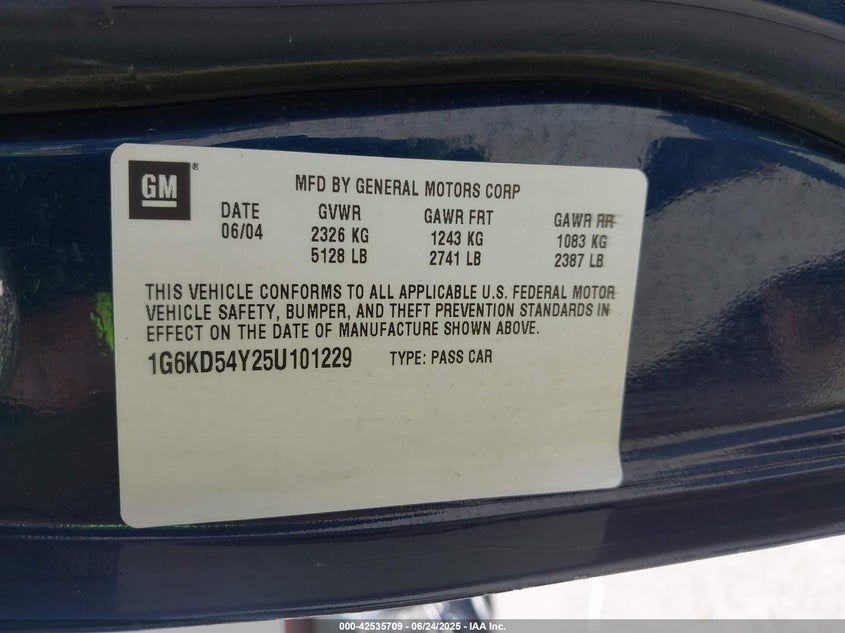 GM®
MFD BY GENERAL MOTORS CORP
DATE GVWR GAWR FRT GAWR RR
06/04 2326 KG 1243 KG 1083 KG
5128 LB 2741 LB 2387 LB
THIS VEHICLE CONFORMS TO ALL APPLICABLE U.S. FEDERAL MOTOR
VEHICLE SAFETY, BUMPER, AND THEFT PREVENTION STANDARDS IN
EFFECT ON THE DATE OF MANUFACTURE SHOWN ABOVE.
1G6KD54Y25U101229 TYPE: PASS CAR
000-42535709 - 06/24/2025 - IAA Inc.